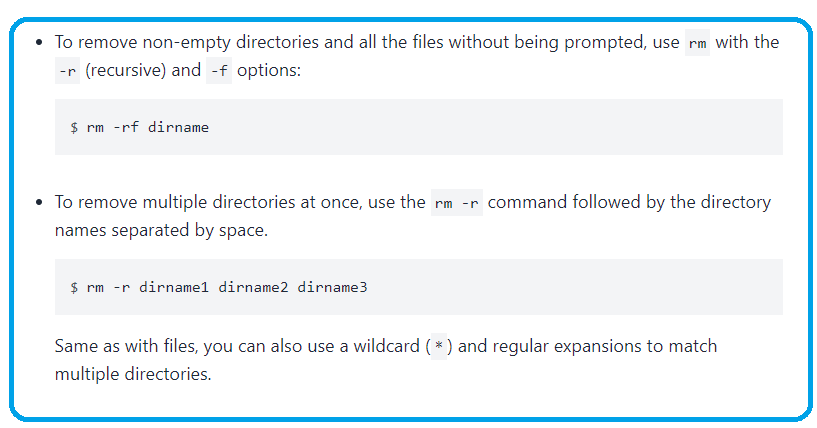 • To remove non-empty directories and all the files without being prompted, use rm with the
-r (recursive) and -f options:
$ rm -rf dirname
• To remove multiple directories at once, use the rm -r command followed by the directory
names separated by space.
$ rm -r dirname1 dirname2 dirname3
Same as with files, you can also use a wildcard (*) and regular expansions to match
multiple directories.